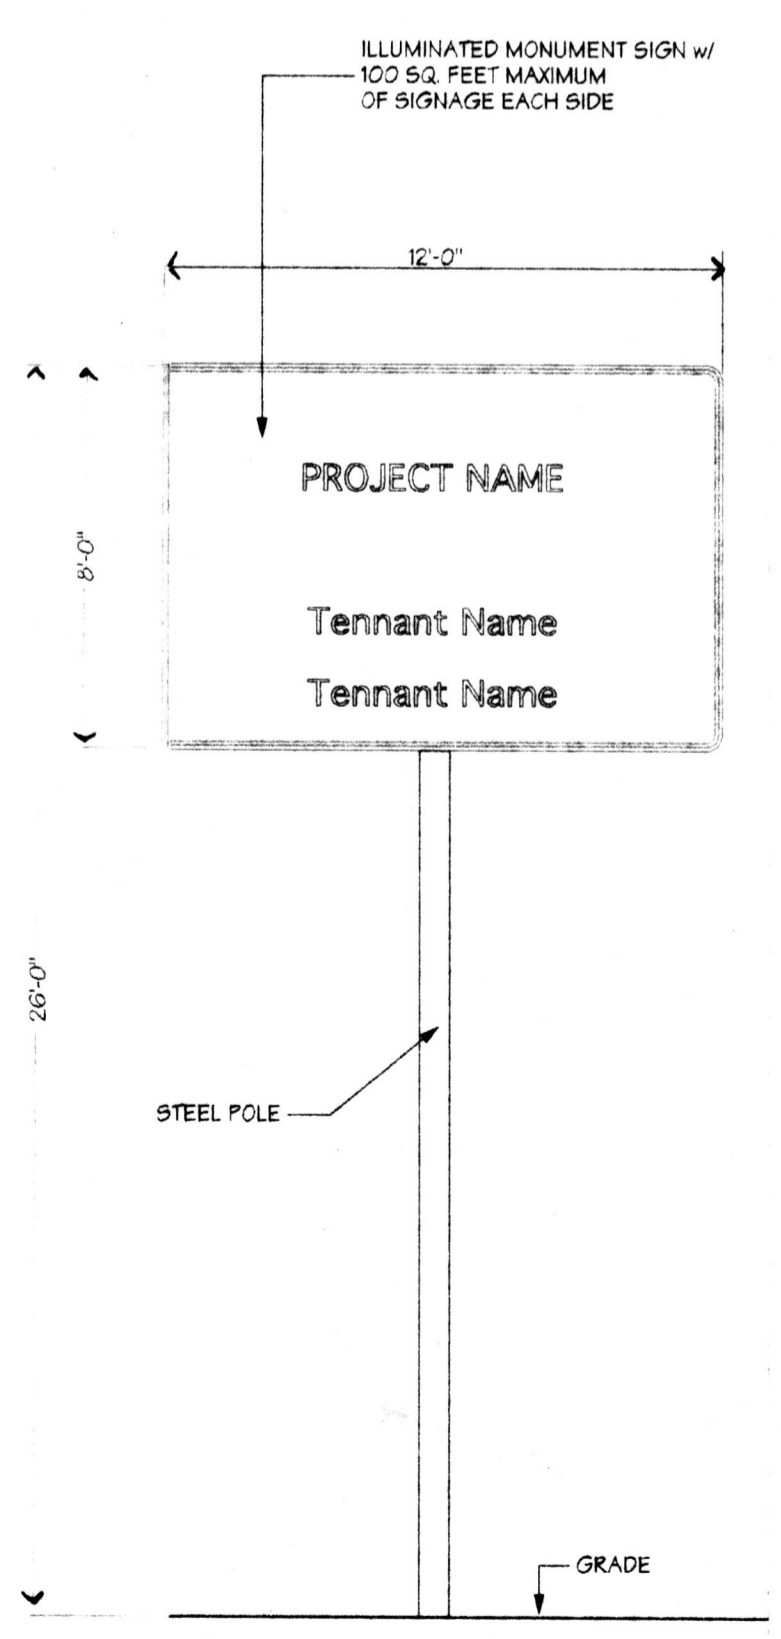 ILLUMINATED MONUMENT SIGN w/
100 SQ. FEET MAXIMUM
OF SIGNAGE EACH SIDE
12'-0"
8'-0"
PROJECT NAME
Tennant Name
Tennant Name
26'-0"
STEEL POLE
GRADE